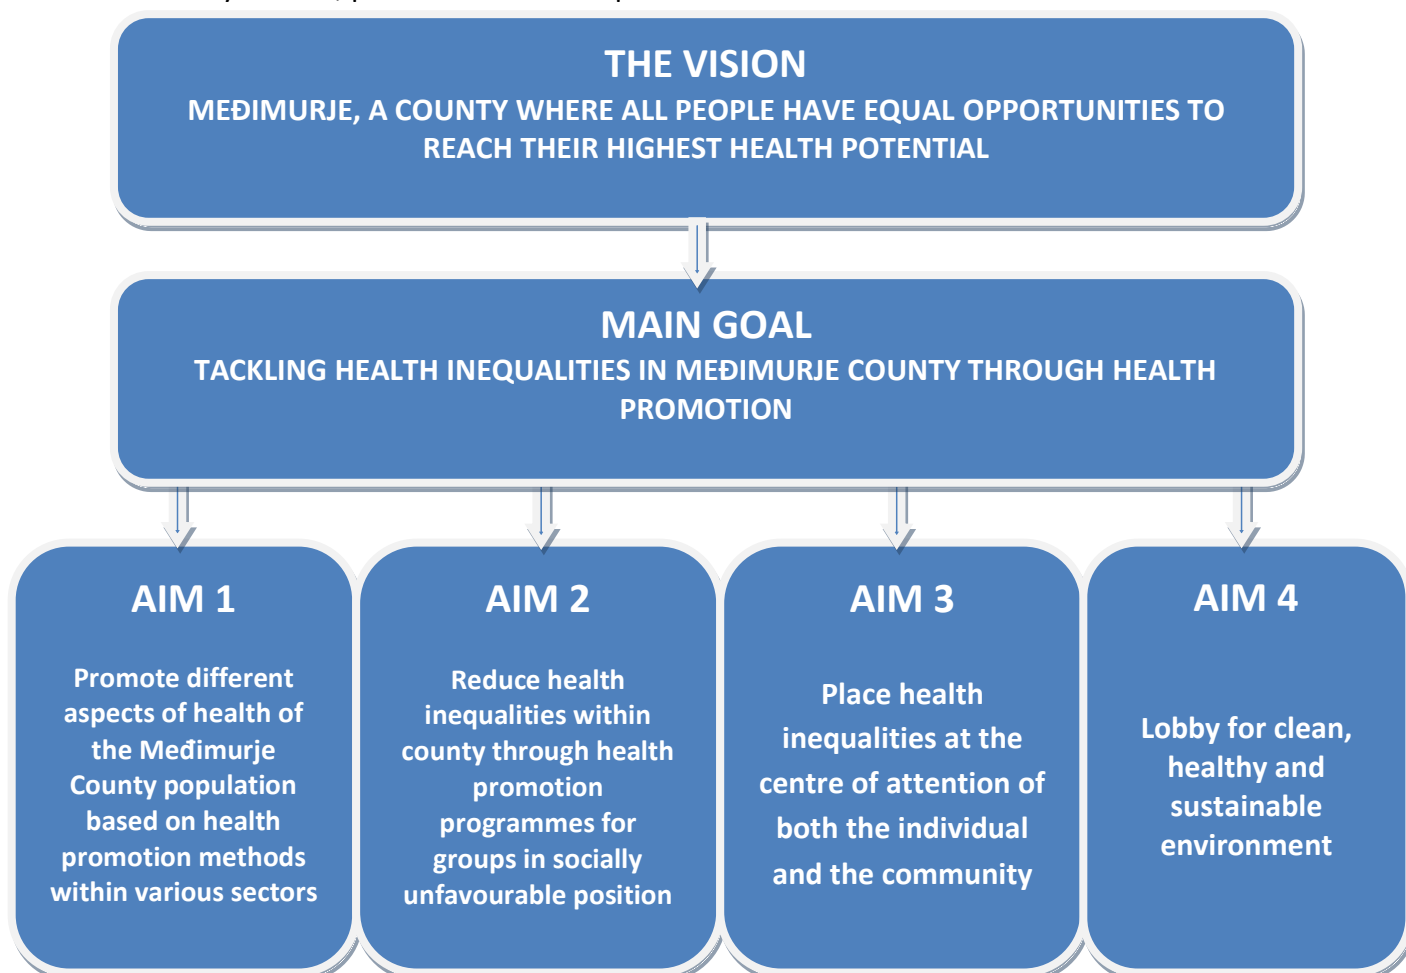 THE VISION
MEĐIMURJE, A COUNTY WHERE ALL PEOPLE HAVE EQUAL OPPORTUNITIES TO
REACH THEIR HIGHEST HEALTH POTENTIAL
MAIN GOAL
TACKLING HEALTH INEQUALITIES IN MEĐIMURJE COUNTY THROUGH HEALTH
PROMOTION
AIM 1
Promote different
aspects of health of
the Međimurje
County population
based on health
promotion methods
within various sectors
AIM 2
Reduce health
inequalities within
county through health
promotion
programmes for
groups in socially
unfavourable position
AIM 3
Place health
inequalities at the
centre of attention of
both the individual
and the community
AIM 4
Lobby for clean,
healthy and
sustainable
environment